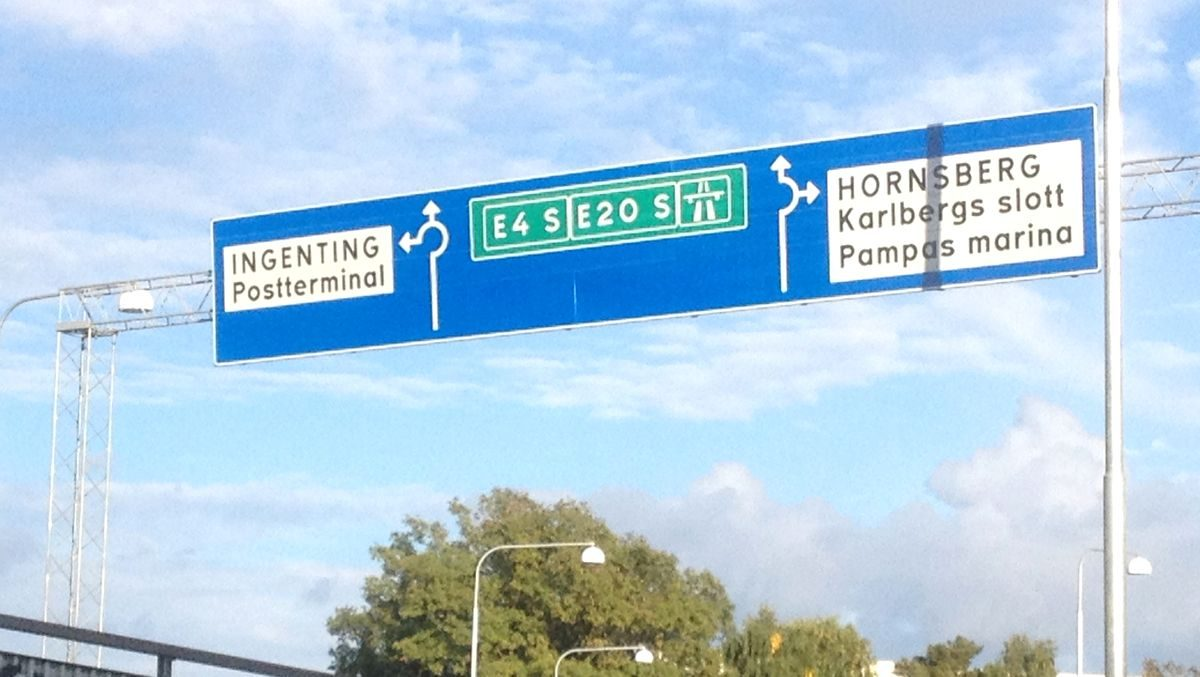 INGENTING
Postterminal
E4 S E20 S
HORNSBERG
Karlbergs slott
Pampas marina